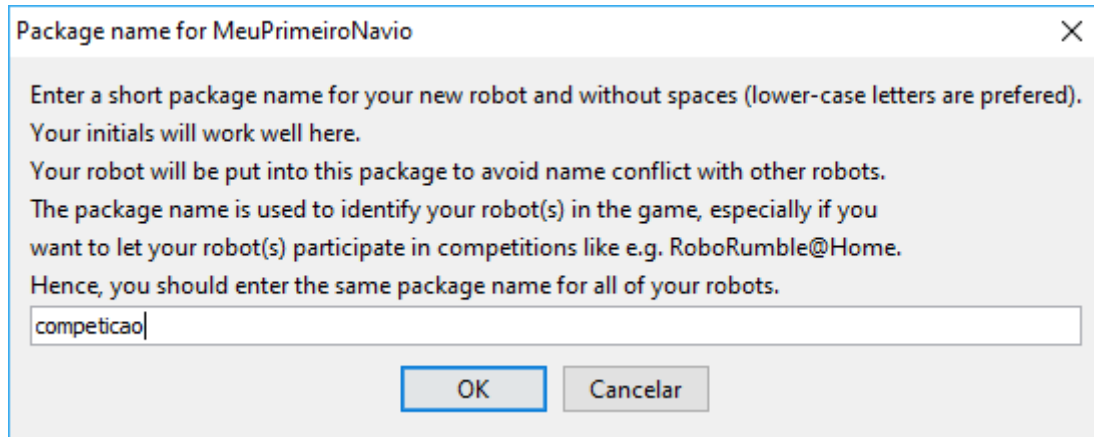 Package name for MeuPrimeiroNavio
Enter a short package name for your new robot and without spaces (lower-case letters are prefered).
Your initials will work well here.
Your robot will be put into this package to avoid name conflict with other robots.
The package name is used to identify your robot(s) in the game, especially if you
want to let your robot(s) participate in competitions like e.g. RoboRumble@Home.
Hence, you should enter the same package name for all of your robots.
competicao
OK Cancelar